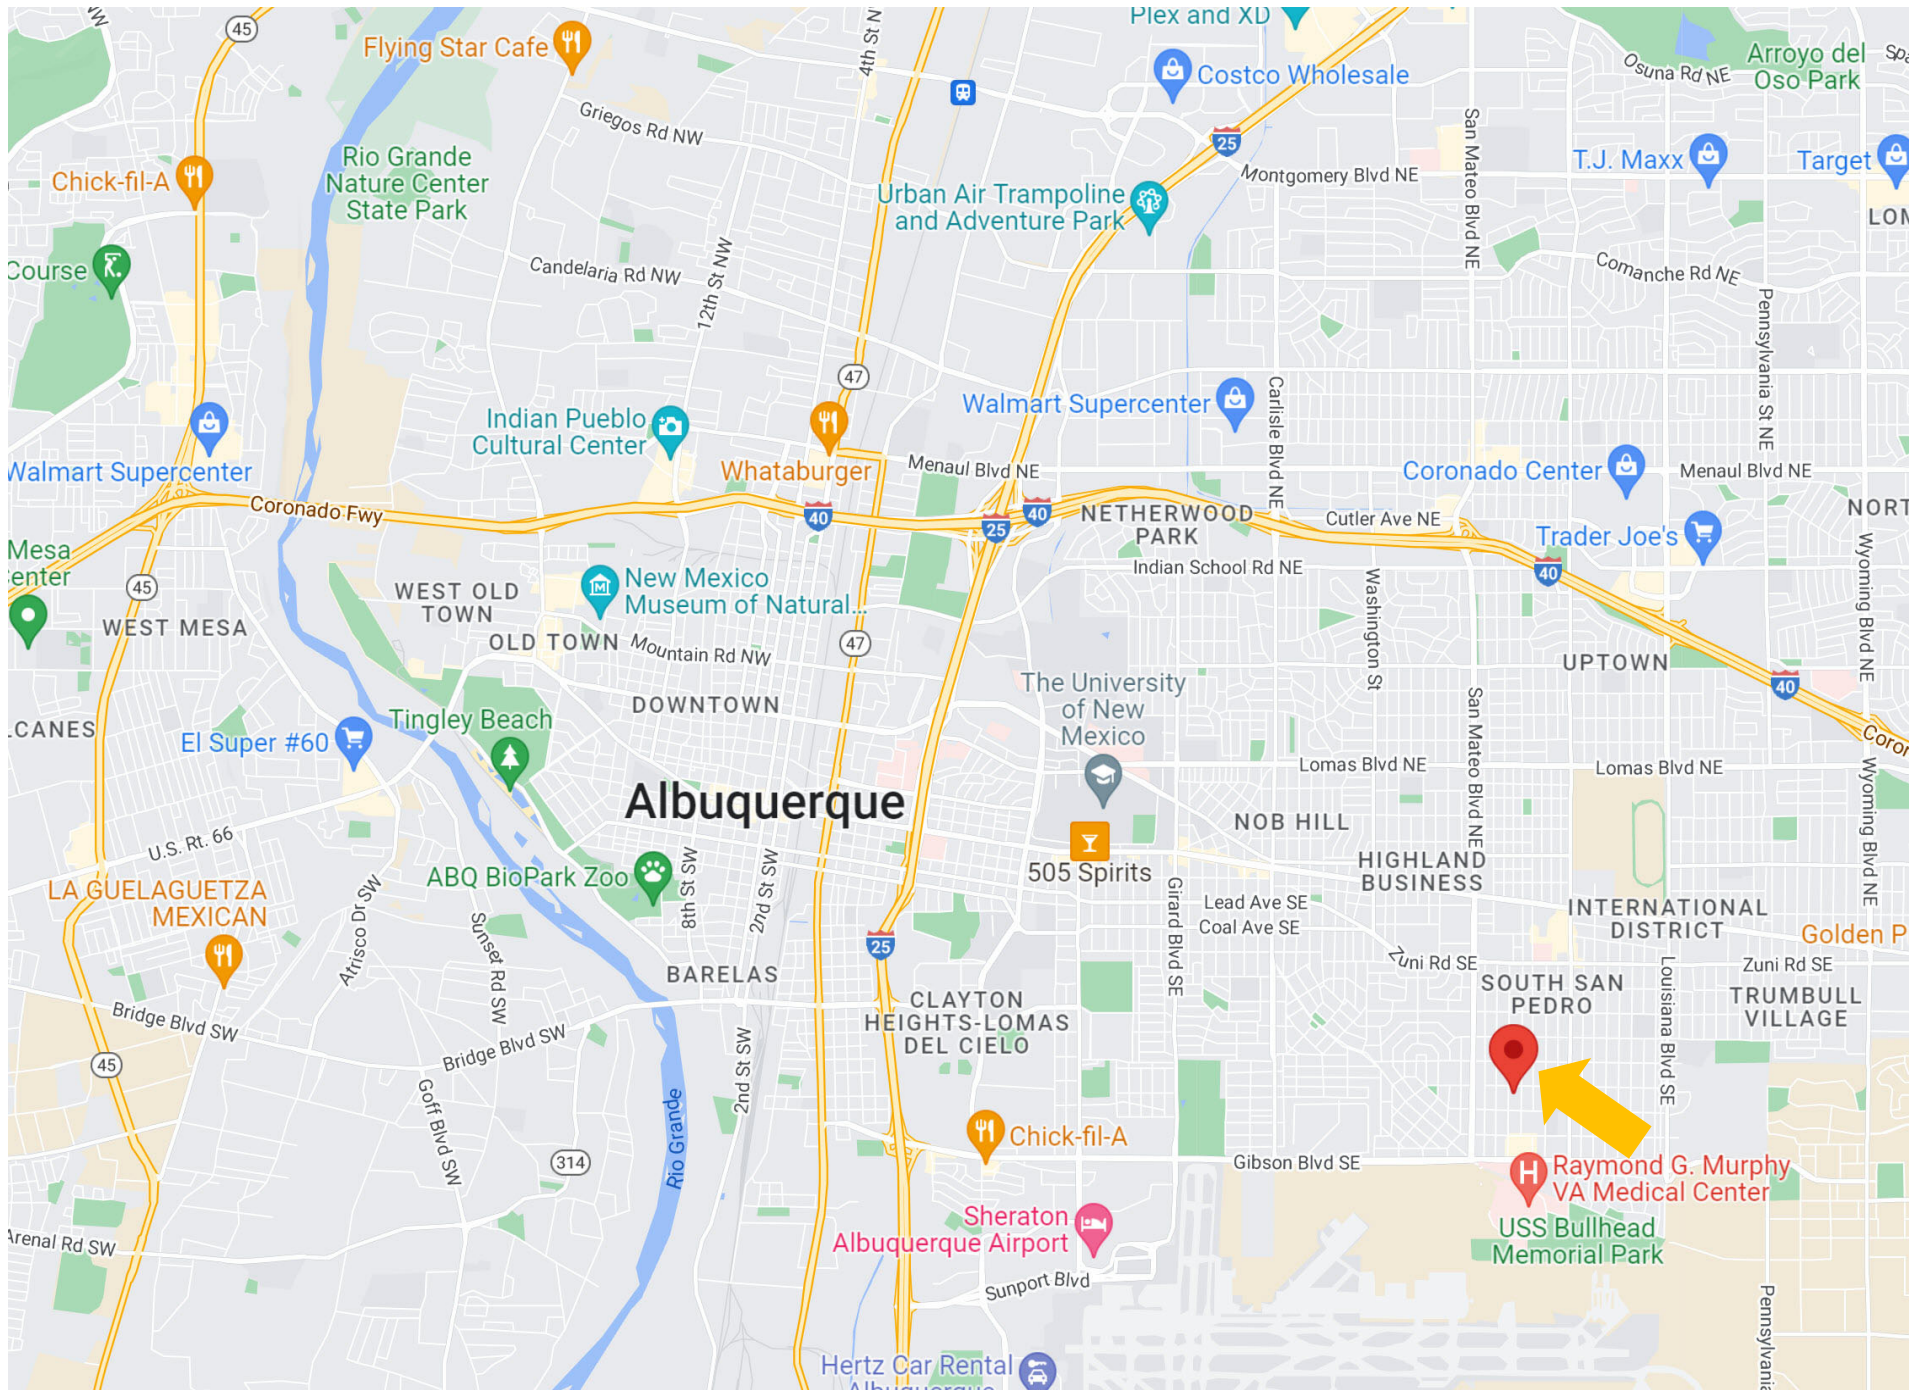 45
Flying Star Cafe
4th St N
Plex and XD
Costco Wholesale
Osuna Rd NE
Arroyo del
Oso Park
Griegos Rd NW
25
San Mateo Blvd NE
Montgomery Blvd NE
T.J. Maxx
Target
Chick-fil-A
Rio Grande
Nature Center
State Park
Urban Air Trampoline
and Adventure Park
Course
Candelaria Rd NW
12th St NW
Comanche Rd NE
Pennsylvania St NE
47
Indian Pueblo
Cultural Center
Walmart Supercenter
Carlisle Blvd NE
Walmart Supercenter
Whataburger
Menaul Blvd NE
Coronado Center
Menaul Blvd NE
Coronado Fwy
40
25
40
NETHERWOOD
PARK
Cutler Ave NE
Trader Joe's
NORT
Mesa
45
WEST OLD
TOWN
New Mexico
Museum of Natural...
Indian School Rd NE
Washington St
40
Wyoming Blvd NE
WEST MESA
OLD TOWN
Mountain Rd NW
47
UPTOWN
The University
of New
Mexico
San Mateo Blvd NE
40
DOWNTOWN
LCANES
El Super #60
Tingley Beach
Coror
Lomas Blvd NE
Lomas Blvd NE
Wyoming Blvd NE
Albuquerque
NOB HILL
U.S. Rt. 66
505 Spirits
HIGHLAND
BUSINESS
LA GUELAGUETZA
MEXICAN
ABQ BioPark Zoo
8th St SW
2nd St SW
Girard Blvd SE
Lead Ave SE
Coal Ave SE
INTERNATIONAL
DISTRICT
Golden P
Atrisco Dr SW
Sunset Rd SW
25
Zuni Rd SE
Zuni Rd SE
BARELAS
SOUTH SAN
PEDRO
Louisiana Blvd SE
TRUMBULL
VILLAGE
CLAYTON
HEIGHTS-LOMAS
DEL CIELO
Bridge Blvd SW
Bridge Blvd SW
45
2nd St SW
Goff Blvd SW
Rio Grande
Chick-fil-A
314
Gibson Blvd SE
H
Raymond G. Murphy
VA Medical Center
Sheraton
Albuquerque Airport
USS Bullhead
Memorial Park
Arenal Rd SW
Sunport Blvd
Pennsylvania
Hertz Car Rental